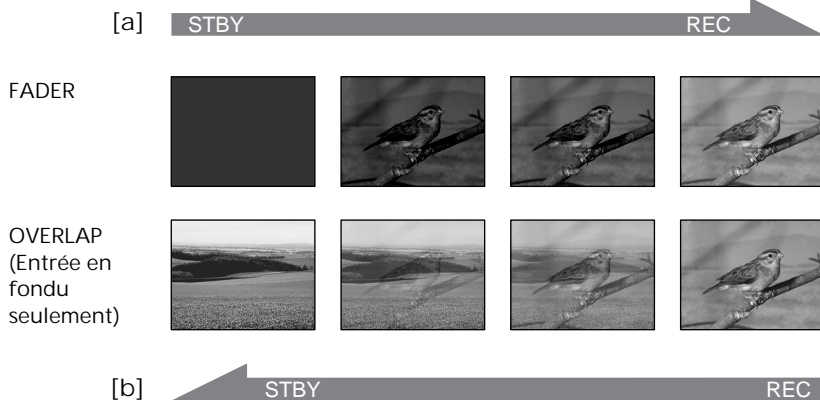 [a] STBY REC
FADER
OVERLAP
(Entrée en
fondu
seulement)
[b] STBY REC